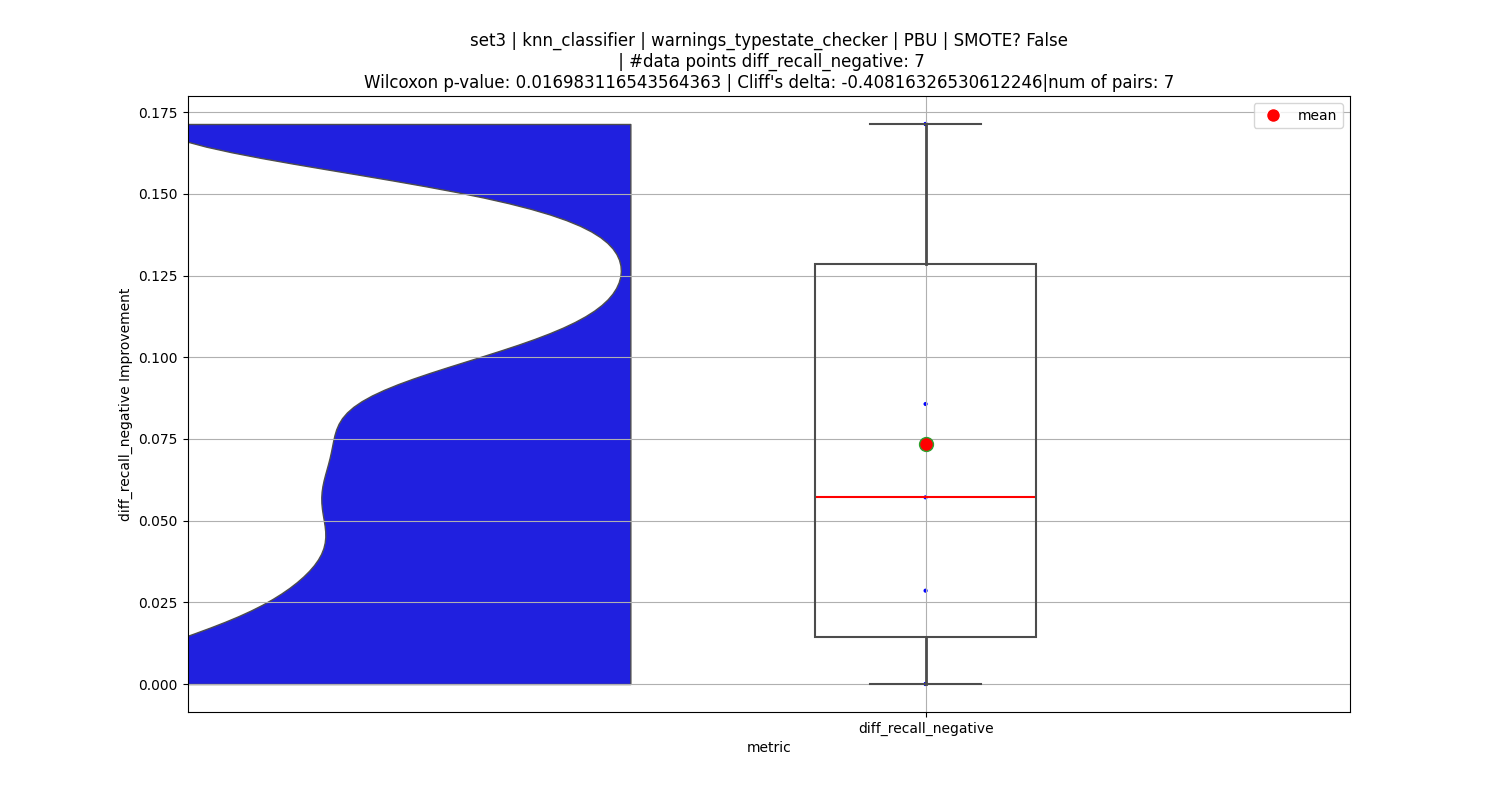 set3 | knn_classifier | warnings_typestate_checker | PBU | SMOTE? False
| #data points diff_recall_negative: 7
Wilcoxon p-value: 0.016983116543564363 | Cliff's delta: -0.40816326530612246|num of pairs: 7
mean
0.175
0.150
0.125
0.100
0.075
0.050
0.025
0.000
diff_recall_negative Improvement
diff_recall_negative
metric